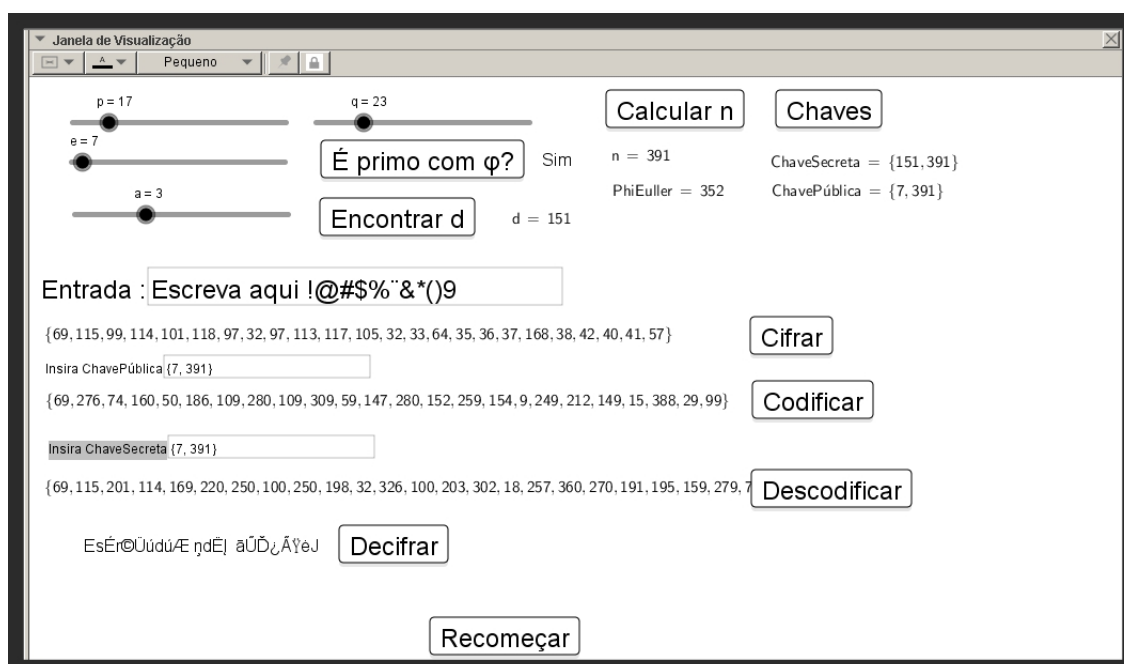 Janela de Visualização
Pequeno
p = 17
q = 23
Calcular n
Chaves
e = 7
É primo com φ?
Sim
n = 391
ChaveSecreta = {151, 391}
a = 3
PhiEuller = 352
ChavePública = {7, 391}
Encontrar d
d = 151
Entrada : Escreva aqui !@#$%¨&*()9
{69, 115, 99, 114, 101, 118, 97, 32, 97, 113, 117, 105, 32, 33, 64, 35, 36, 37, 168, 38, 42, 40, 41, 57}
Cifrar
Insira ChavePública {7, 391}
{69, 276, 74, 160, 50, 186, 109, 280, 109, 309, 59, 147, 280, 152, 259, 154, 9, 249, 212, 149, 15, 388, 29, 99}
Codificar
Insira ChaveSecreta {7, 391}
{69, 115, 201, 114, 169, 220, 250, 100, 250, 198, 32, 326, 100, 203, 302, 18, 257, 360, 270, 191, 195, 159, 279, 7
Descodificar
Decifrar
Recomeçar